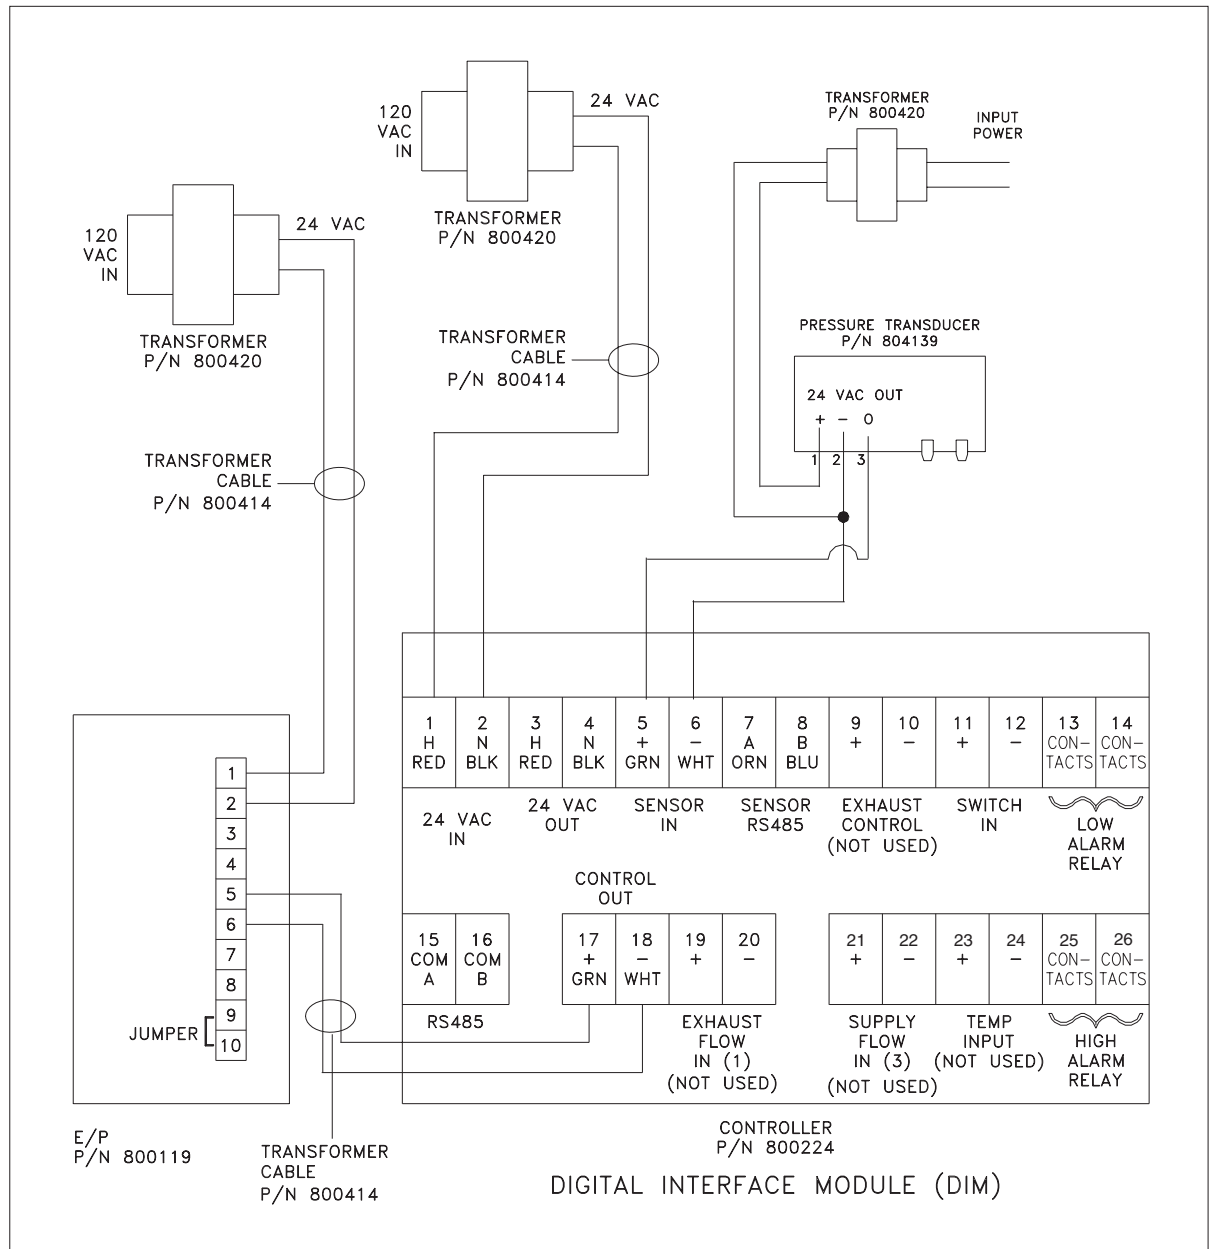 120
VAC
IN
24 VAC
TRANSFORMER
P/N 800420
TRANSFORMER
CABLE
P/N 800414
120
VAC
IN
24 VAC
TRANSFORMER
P/N 800420
TRANSFORMER
CABLE
P/N 800414
TRANSFORMER
P/N 800420
INPUT
POWER
PRESSURE TRANSDUCER
P/N 804139
24 VAC OUT
+ − 0
1 2 3
1
H
RED
2
N
BLK
3
H
RED
4
N
BLK
5
+
GRN
6
−
WHT
7
A
ORN
8
B
BLU
9
+
10
−
11
+
12
−
13
CON-
TACTS
14
CON-
TACTS
24 VAC
IN
24 VAC
OUT
SENSOR
IN
SENSOR
RS485
EXHAUST
CONTROL
(NOT USED)
SWITCH
IN
LOW
ALARM
RELAY
CONTROL
OUT
15
COM
A
16
COM
B
17
+
GRN
18
−
WHT
19
+
20
−
21
+
22
−
23
+
24
−
25
CON-
TACTS
26
CON-
TACTS
RS485
EXHAUST
FLOW
IN (1)
(NOT USED)
SUPPLY
FLOW
IN (3)
(NOT USED)
TEMP
INPUT
(NOT USED)
HIGH
ALARM
RELAY
1
2
3
4
5
6
7
8
9
10
JUMPER
E/P
P/N 800119
TRANSFORMER
CABLE
P/N 800414
CONTROLLER
P/N 800224
DIGITAL INTERFACE MODULE (DIM)